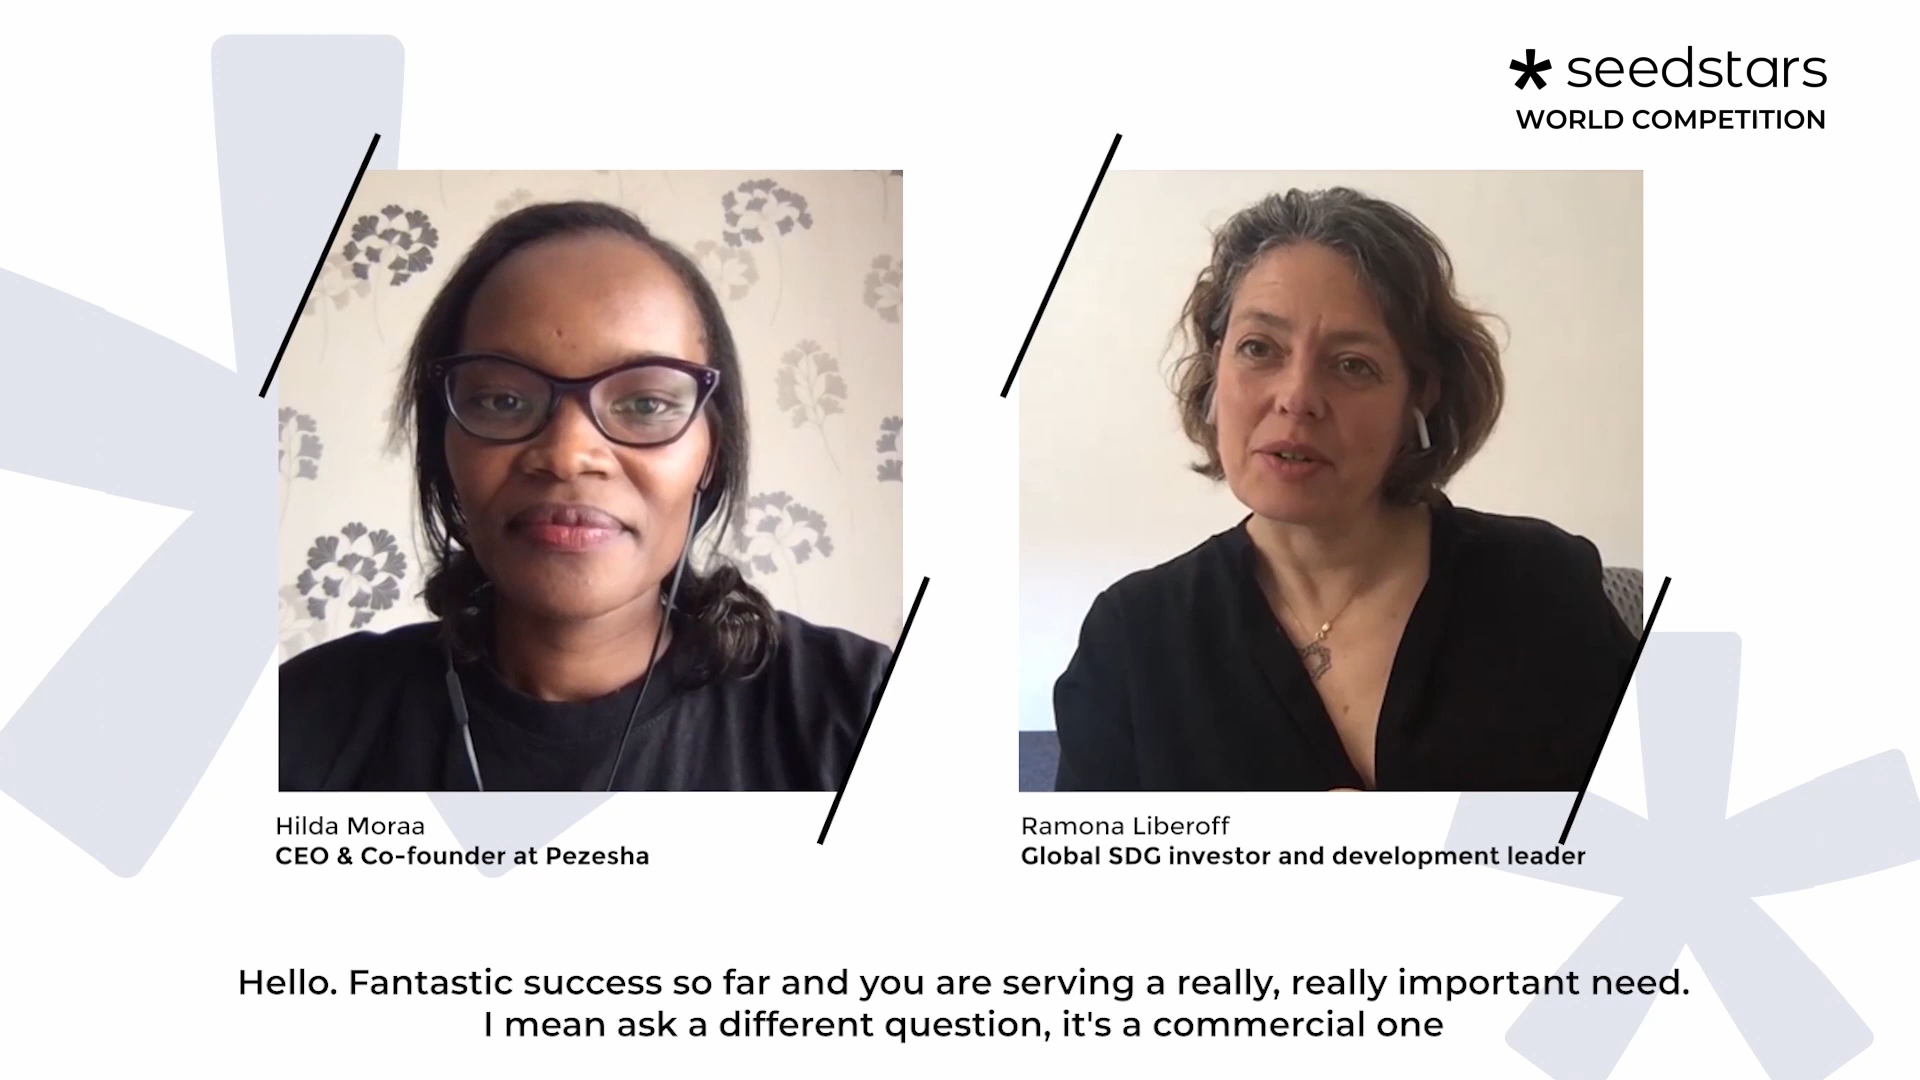 seedstars
WORLD COMPETITION
Hilda Moraa
CEO & Co-founder at Pezesha
Ramona Liberoff
Global SDG investor and development leader
Hello. Fantastic success so far and you are serving a really, really important need.
I mean ask a different question, it's a commercial one